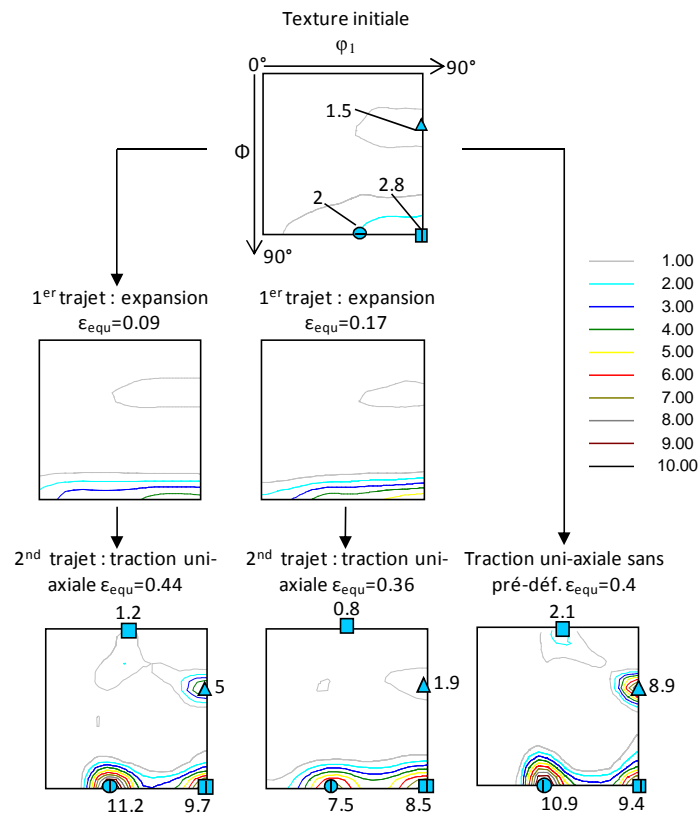 Texture initiale
φ1
0°
90°
1.5
Φ
2
2.8
90°
1er trajet : expansion
εequ=0.09
1er trajet : expansion
εequ=0.17
1.00
2.00
3.00
4.00
5.00
6.00
7.00
8.00
9.00
10.00
2nd trajet : traction uni-
axiale εequ=0.44
2nd trajet : traction uni-
axiale εequ=0.36
Traction uni-axiale sans
pré-déf. εequ=0.4
1.2
5
11.2
9.7
0.8
1.9
7.5
8.5
2.1
8.9
10.9
9.4